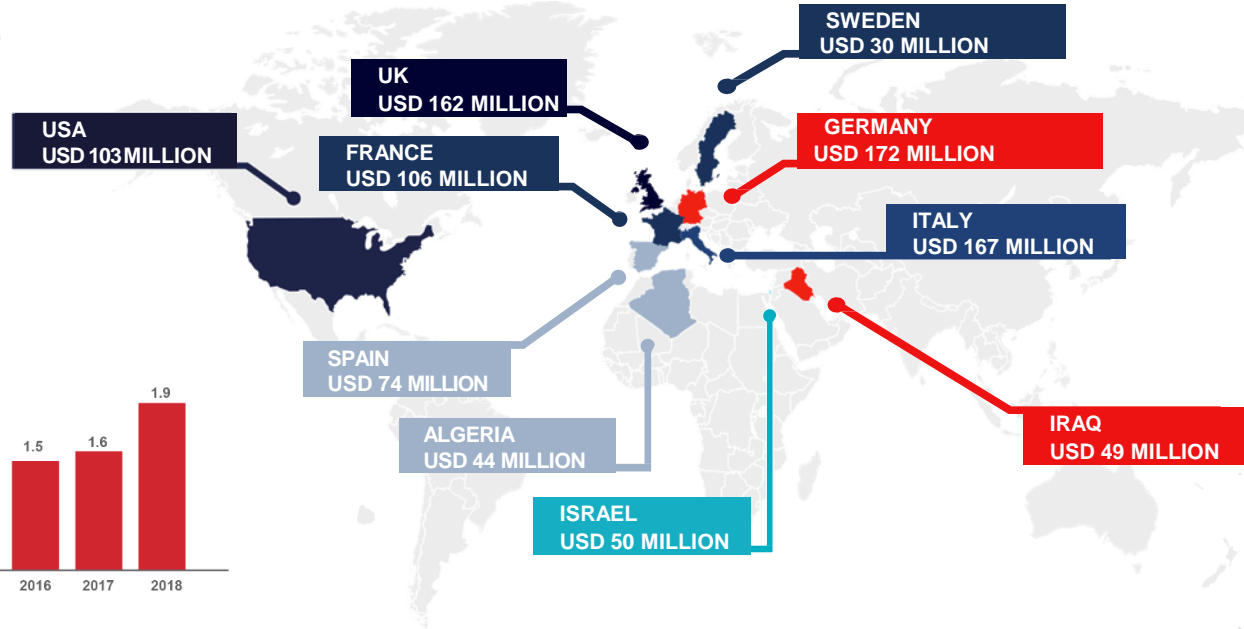 SWEDEN
USD 30 MILLION
UK
USD 162 MILLION
USA
USD 103MILLION
GERMANY
USD 172 MILLION
FRANCE
USD 106 MILLION
ITALY
USD 167 MILLION
SPAIN
USD 74 MILLION
ALGERIA
USD 44 MILLION
IRAQ
USD 49 MILLION
ISRAEL
USD 50 MILLION
1.5
1.6
1.9
2016
2017
2018